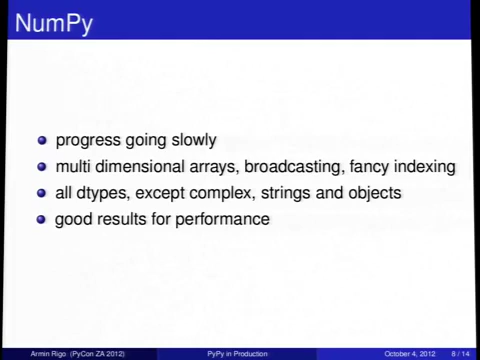 NumPy
progress going slowly
multi dimensional arrays, broadcasting, fancy indexing
all dtypes, except complex, strings and objects
good results for performance
Armin Rigo (PyCon ZA 2012) PyPy in Production October 4, 2012 8 / 14